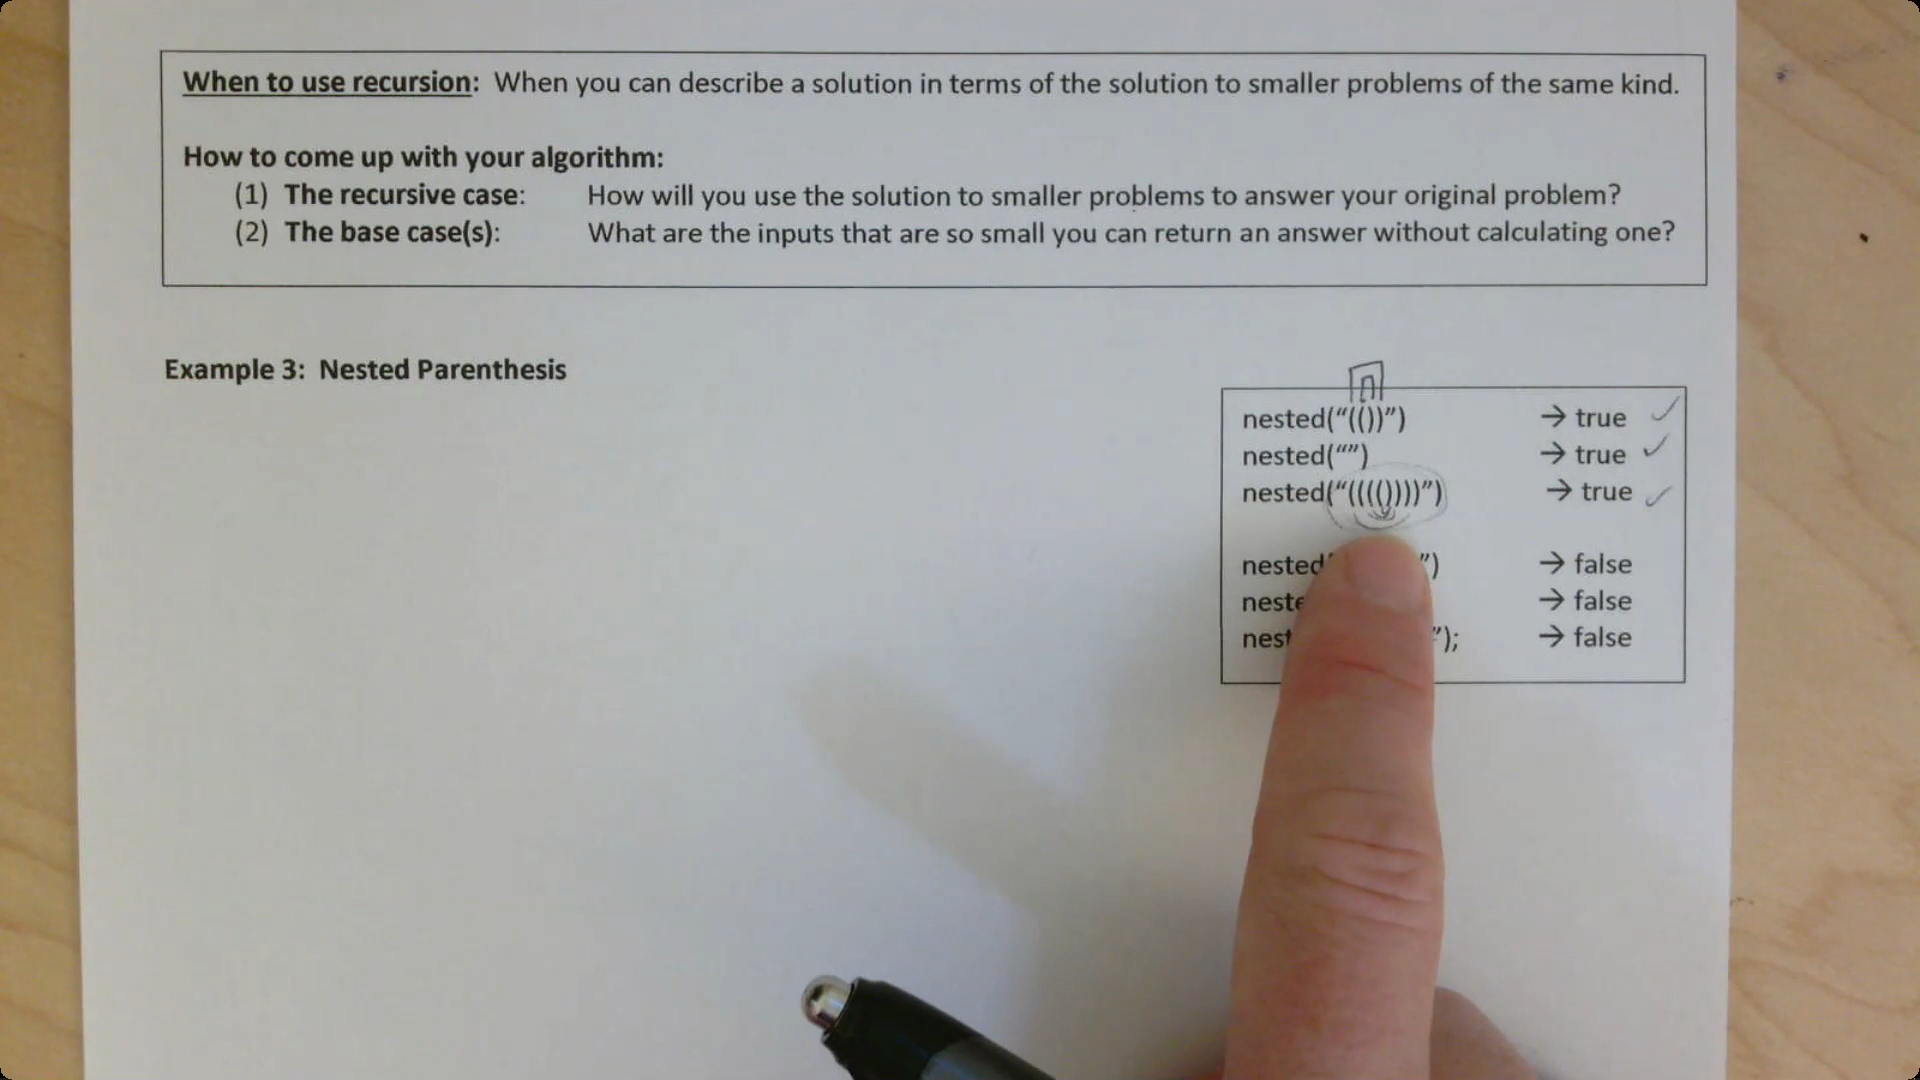 When to use recursion: When you can describe a solution in terms of the solution to smaller problems of the same kind.
How to come up with your algorithm:
(1) The recursive case: How will you use the solution to smaller problems to answer your original problem?
(2) The base case(s): What are the inputs that are so small you can return an answer without calculating one?
Example 3: Nested Parenthesis
nested(“(())”) → true ✓
nested(“”) → true ✓
nested(“(((())))”) → true ✓
”) → false
→ false
”); → false